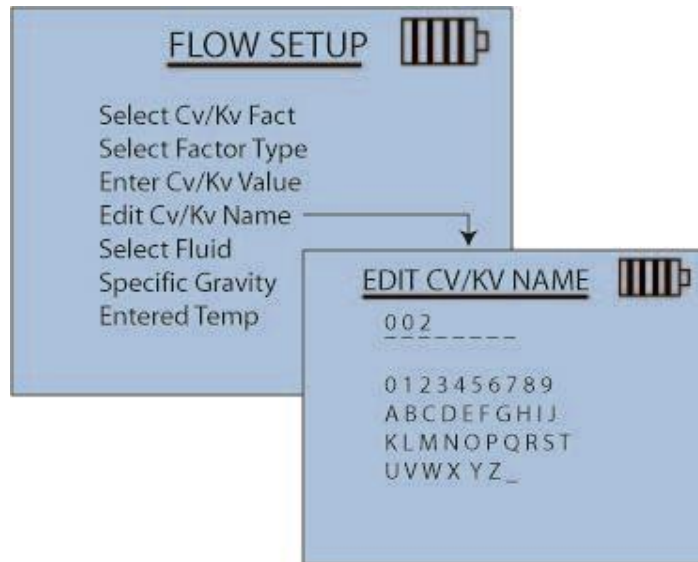 FLOW SETUP
Select Cv/Kv Fact
Select Factor Type
Enter Cv/Kv Value
Edit Cv/Kv Name
Select Fluid
Specific Gravity
Entered Temp
EDIT CV/KV NAME
002
0123456789
ABCDEFGHIJ
KLMNOPQRST
UVWXYZ_